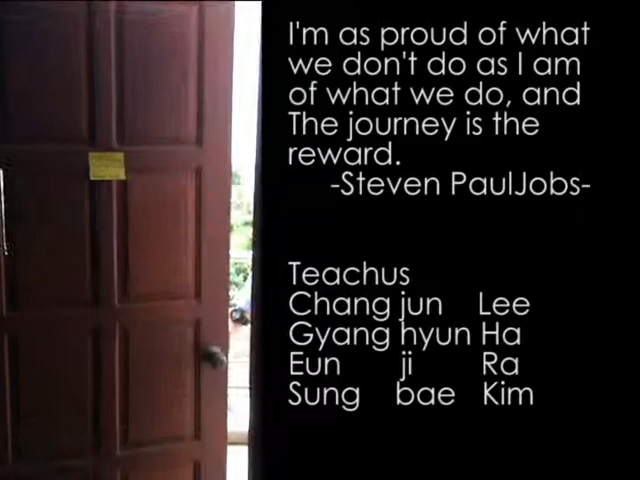 I'm as proud of what
we don't do as I am
of what we do, and
The journey is the
reward.
-Steven PaulJobs-
Teachus
Chang jun Lee
Gyang hyun Ha
Eun ji Ra
Sung bae Kim